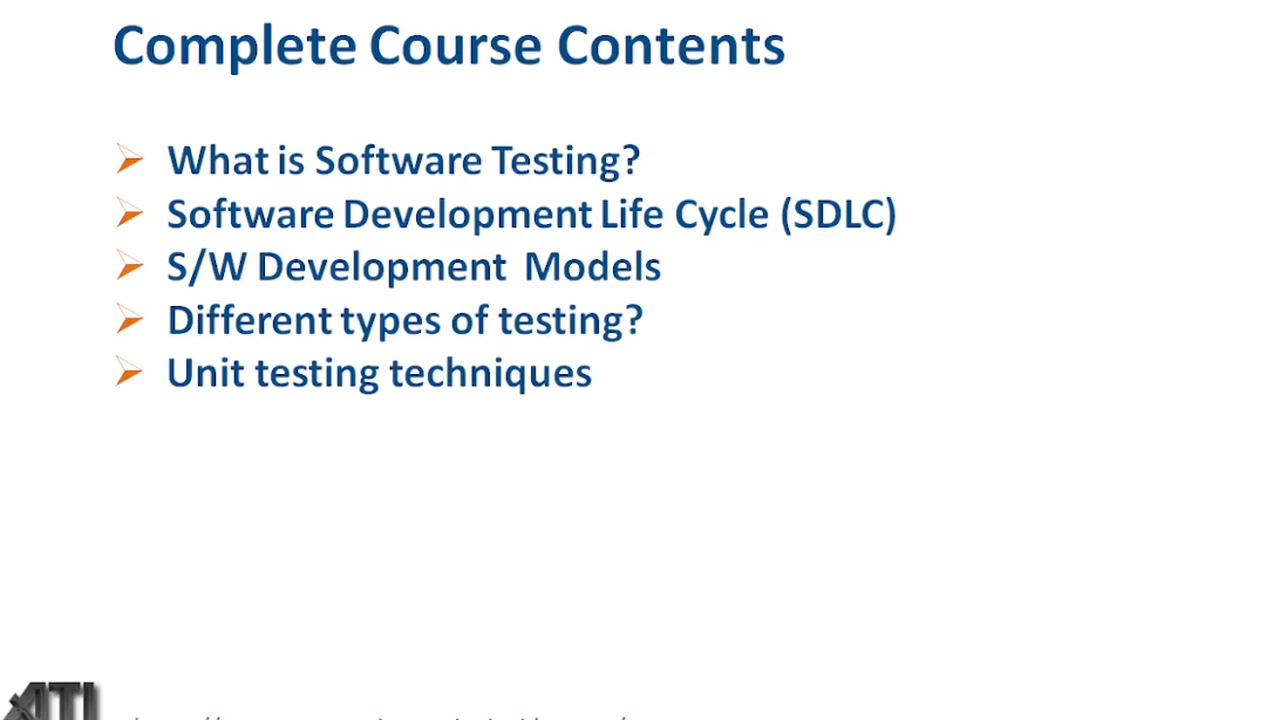 Complete Course Contents
What is Software Testing?
Software Development Life Cycle (SDLC)
S/W Development Models
Different types of testing?
Unit testing techniques
ATI